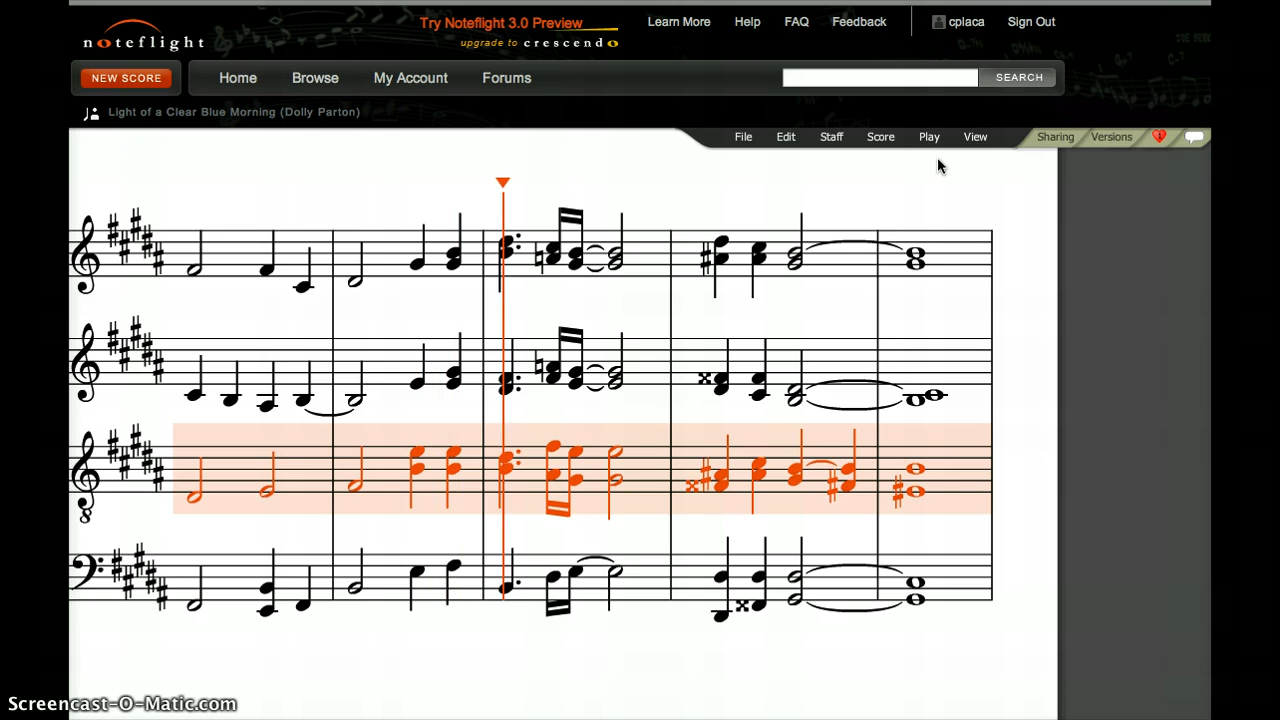 noteflight
Try Noteflight 3.0 Preview
upgrade to crescendo
Learn More Help FAQ Feedback cplaca Sign Out
NEW SCORE Home Browse My Account Forums SEARCH
Light of a Clear Blue Morning (Dolly Parton)
File Edit Staff Score Play View Sharing Versions
8
Screencast-O-Matic.com